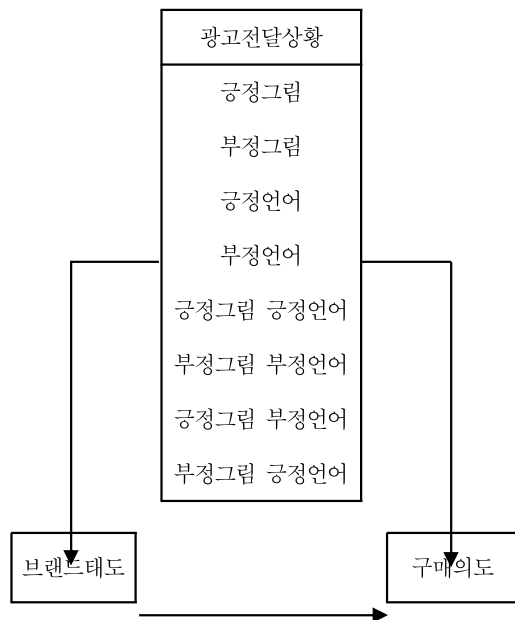 광고전달상황
긍정그림
부정그림
긍정언어
부정언어
긍정그림 긍정언어
부정그림 부정언어
긍정그림 부정언어
부정그림 긍정언어
브랜드태도
구매의도